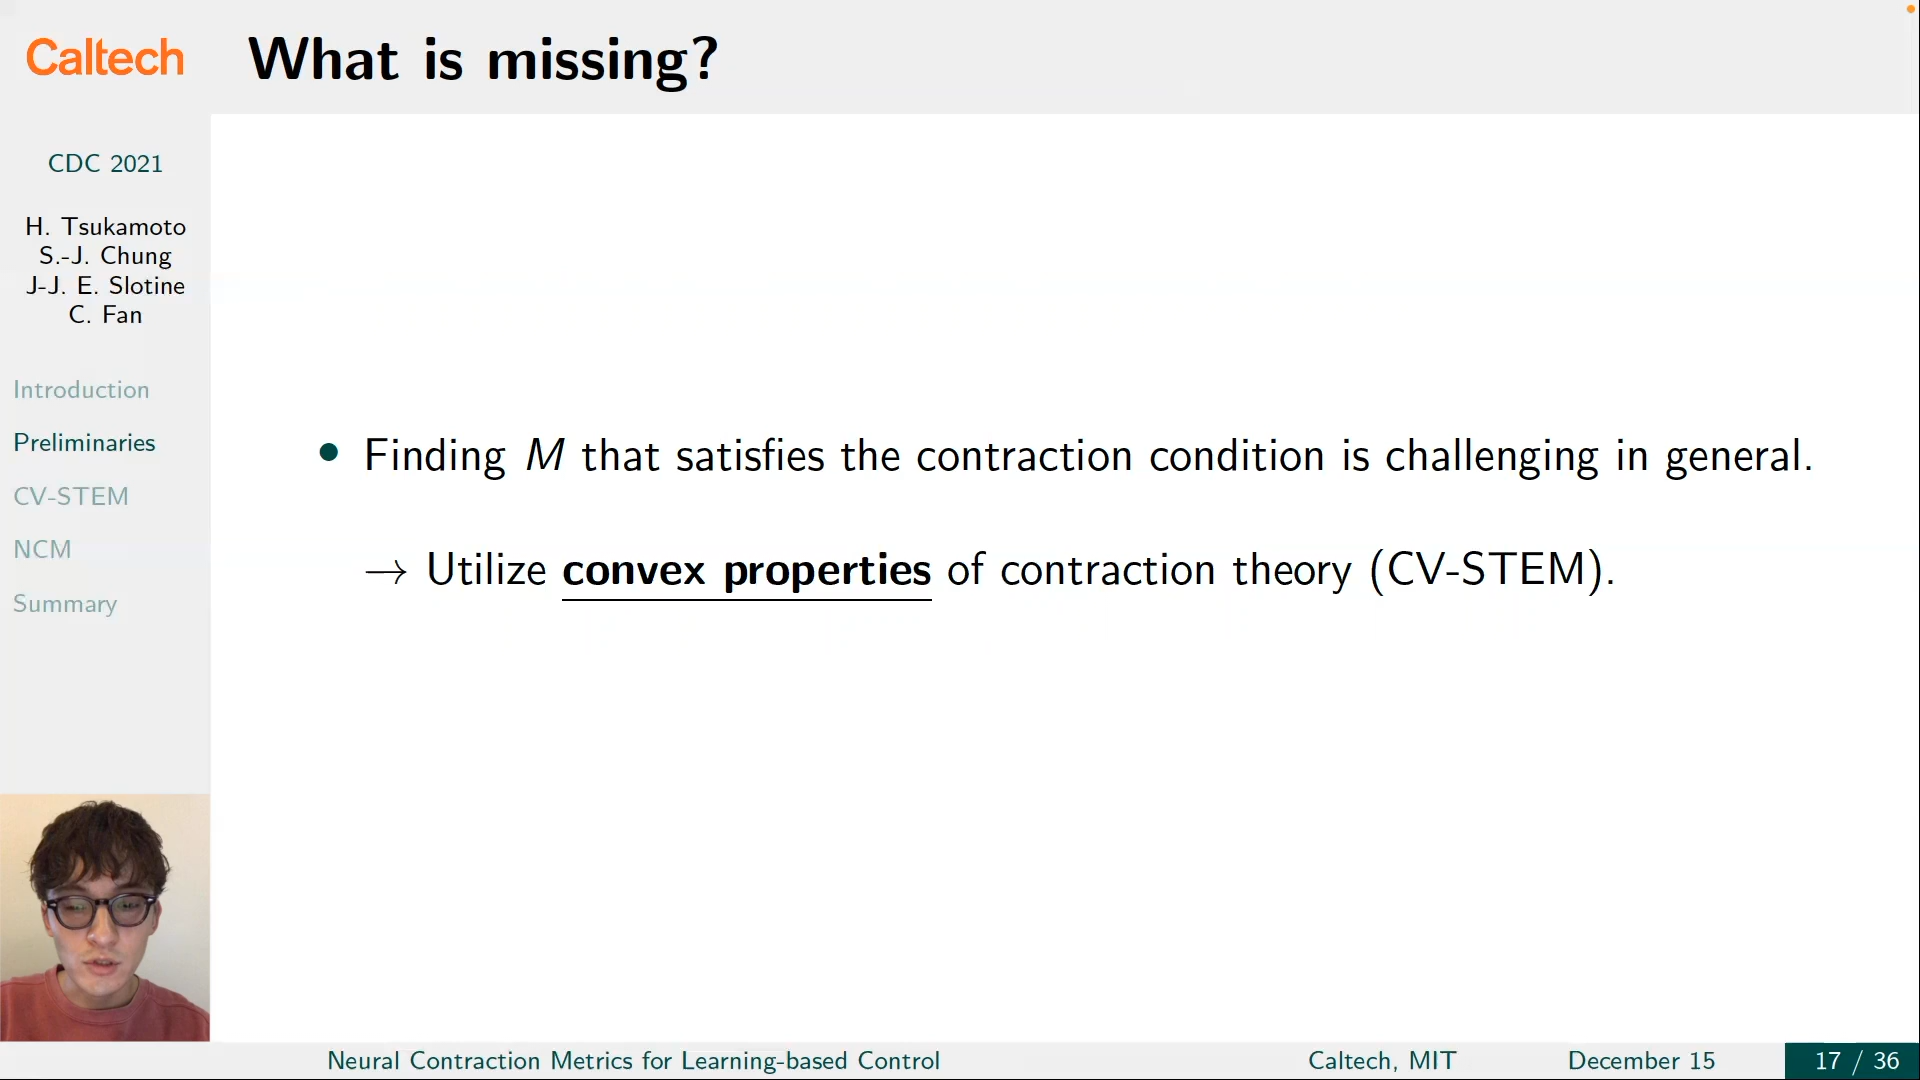 Caltech
What is missing?
CDC 2021
H. Tsukamoto
S.-J. Chung
J-J. E. Slotine
C. Fan
Introduction
Preliminaries
CV-STEM
NCM
Summary
• Finding M that satisfies the contraction condition is challenging in general.
→ Utilize convex properties of contraction theory (CV-STEM).
Neural Contraction Metrics for Learning-based Control
Caltech, MIT
December 15
17 / 36